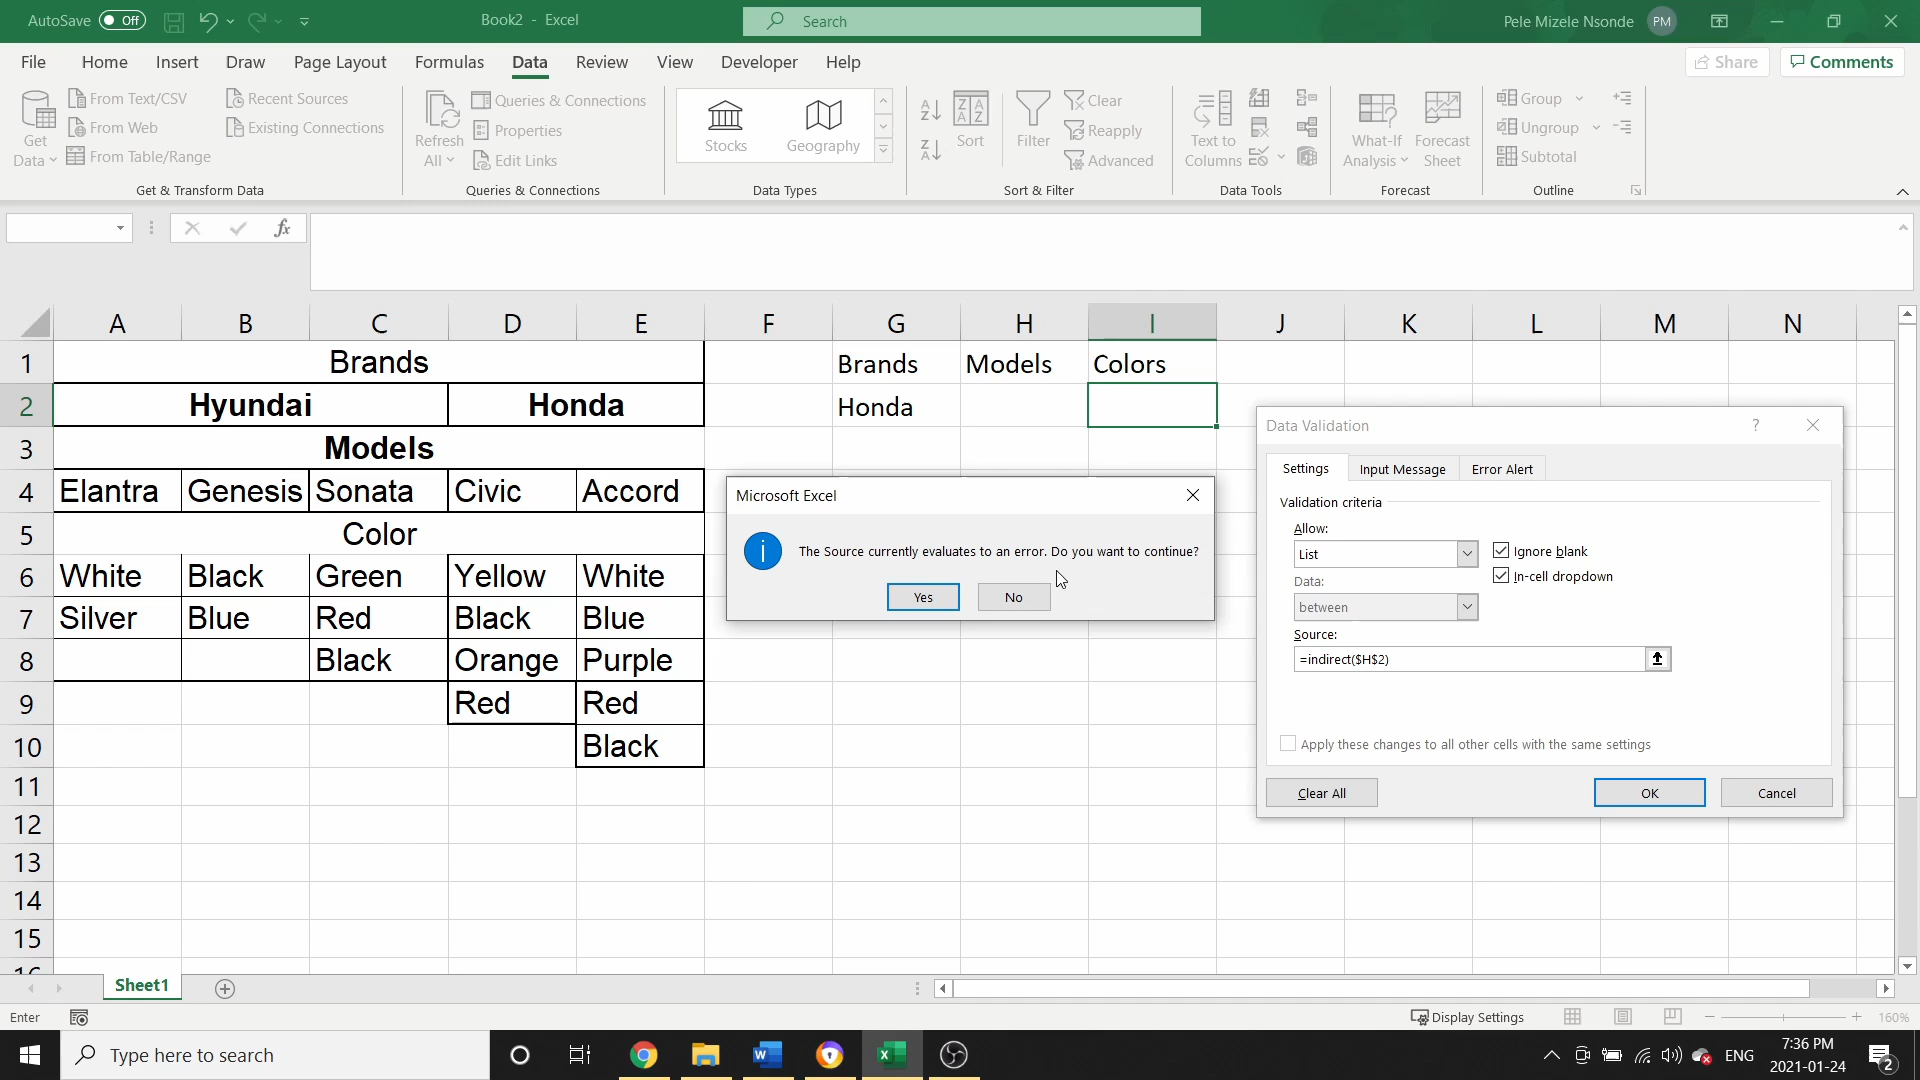 AutoSave Off Book2 - Excel Search Pele Mizele Nsonde PM
File Home Insert Draw Page Layout Formulas Data Review View Developer Help Share Comments
Get Data From Text/CSV From Web From Table/Range Recent Sources Existing Connections
Get & Transform Data
Refresh All Queries & Connections Properties Edit Links
Queries & Connections
Stocks Geography
Data Types
Sort Filter Clear Reapply Advanced
Sort & Filter
Text to Columns
Data Tools
What-If Analysis Forecast Sheet
Forecast
Group Ungroup Subtotal
Outline
fx
A B C D E F G H I J K L M N
1 Brands Brands Models Colors
2 Hyundai Honda Honda
3 Models
4 Elantra Genesis Sonata Civic Accord
5 Color
6 White Black Green Yellow White
7 Silver Blue Red Black Blue
8 Black Orange Purple
9 Red Red
10 Black
11
12
13
14
15
16
Microsoft Excel
The Source currently evaluates to an error. Do you want to continue?
Yes No
Data Validation ?
Settings Input Message Error Alert
Validation criteria
Allow:
List Ignore blank
In-cell dropdown
Data:
between
Source:
=indirect($H$2)
Apply these changes to all other cells with the same settings
Clear All OK Cancel
Sheet1
Enter Display Settings 160%
Type here to search ENG 7:36 PM
2021-01-24 2